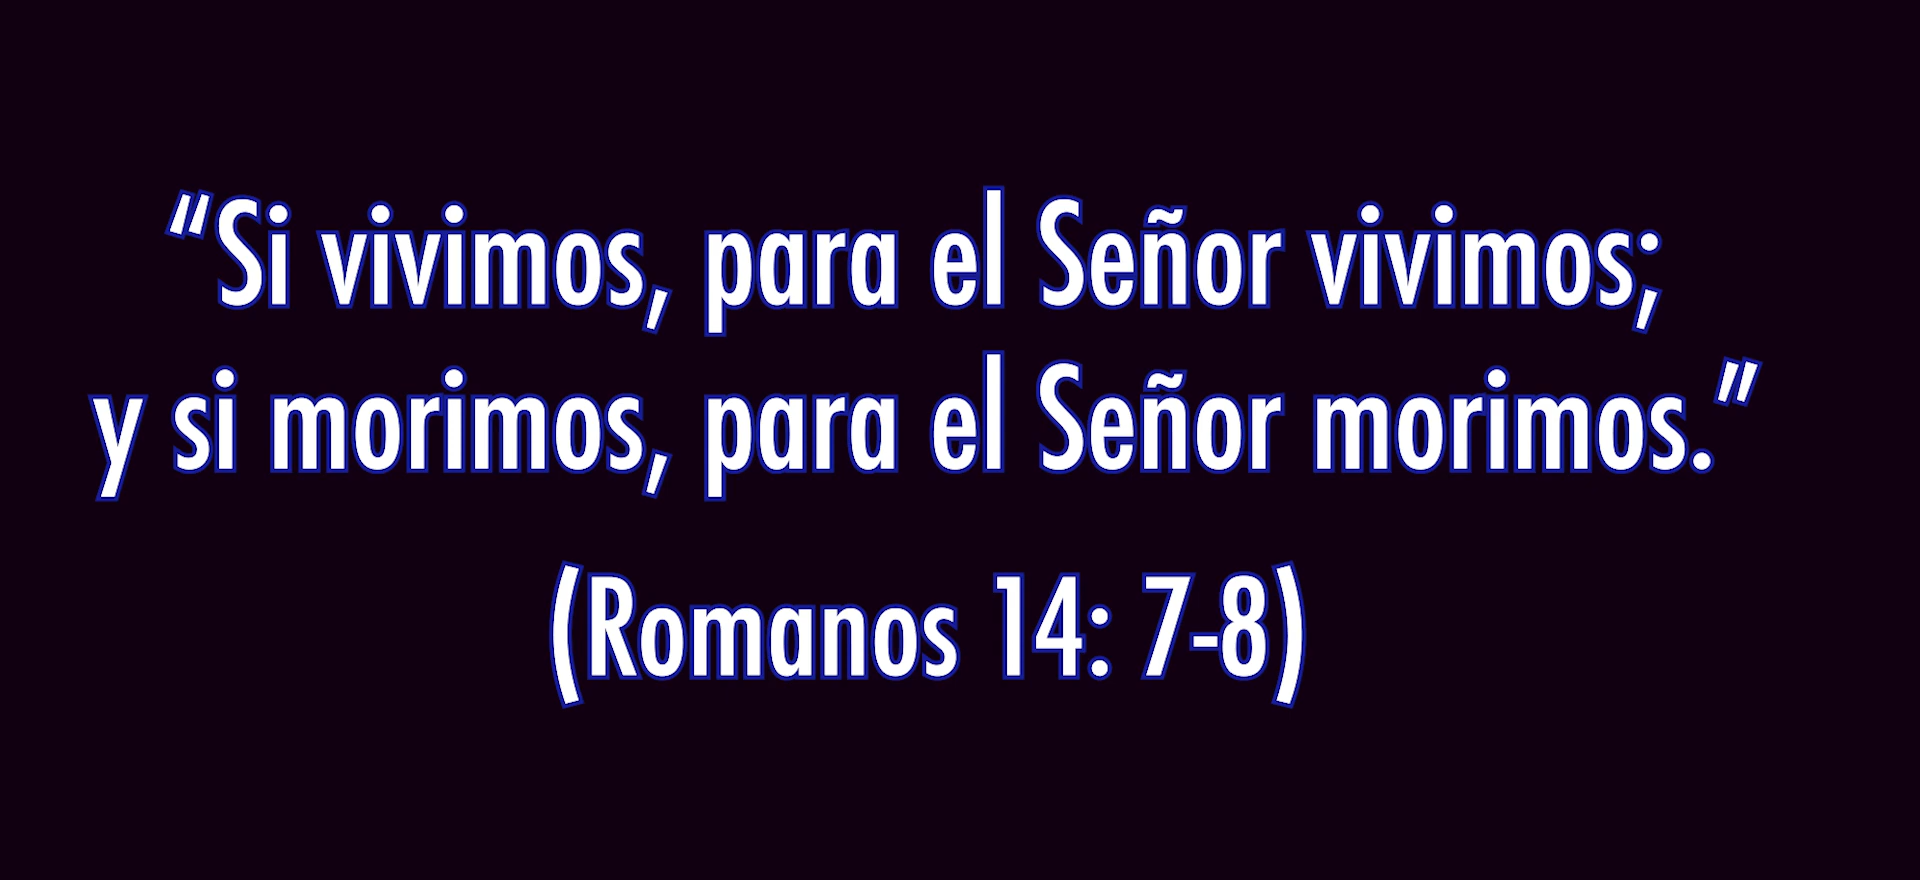 “Si vivimos, para el Señor vivimos;
y si morimos, para el Señor morimos.”
(Romanos 14: 7-8)